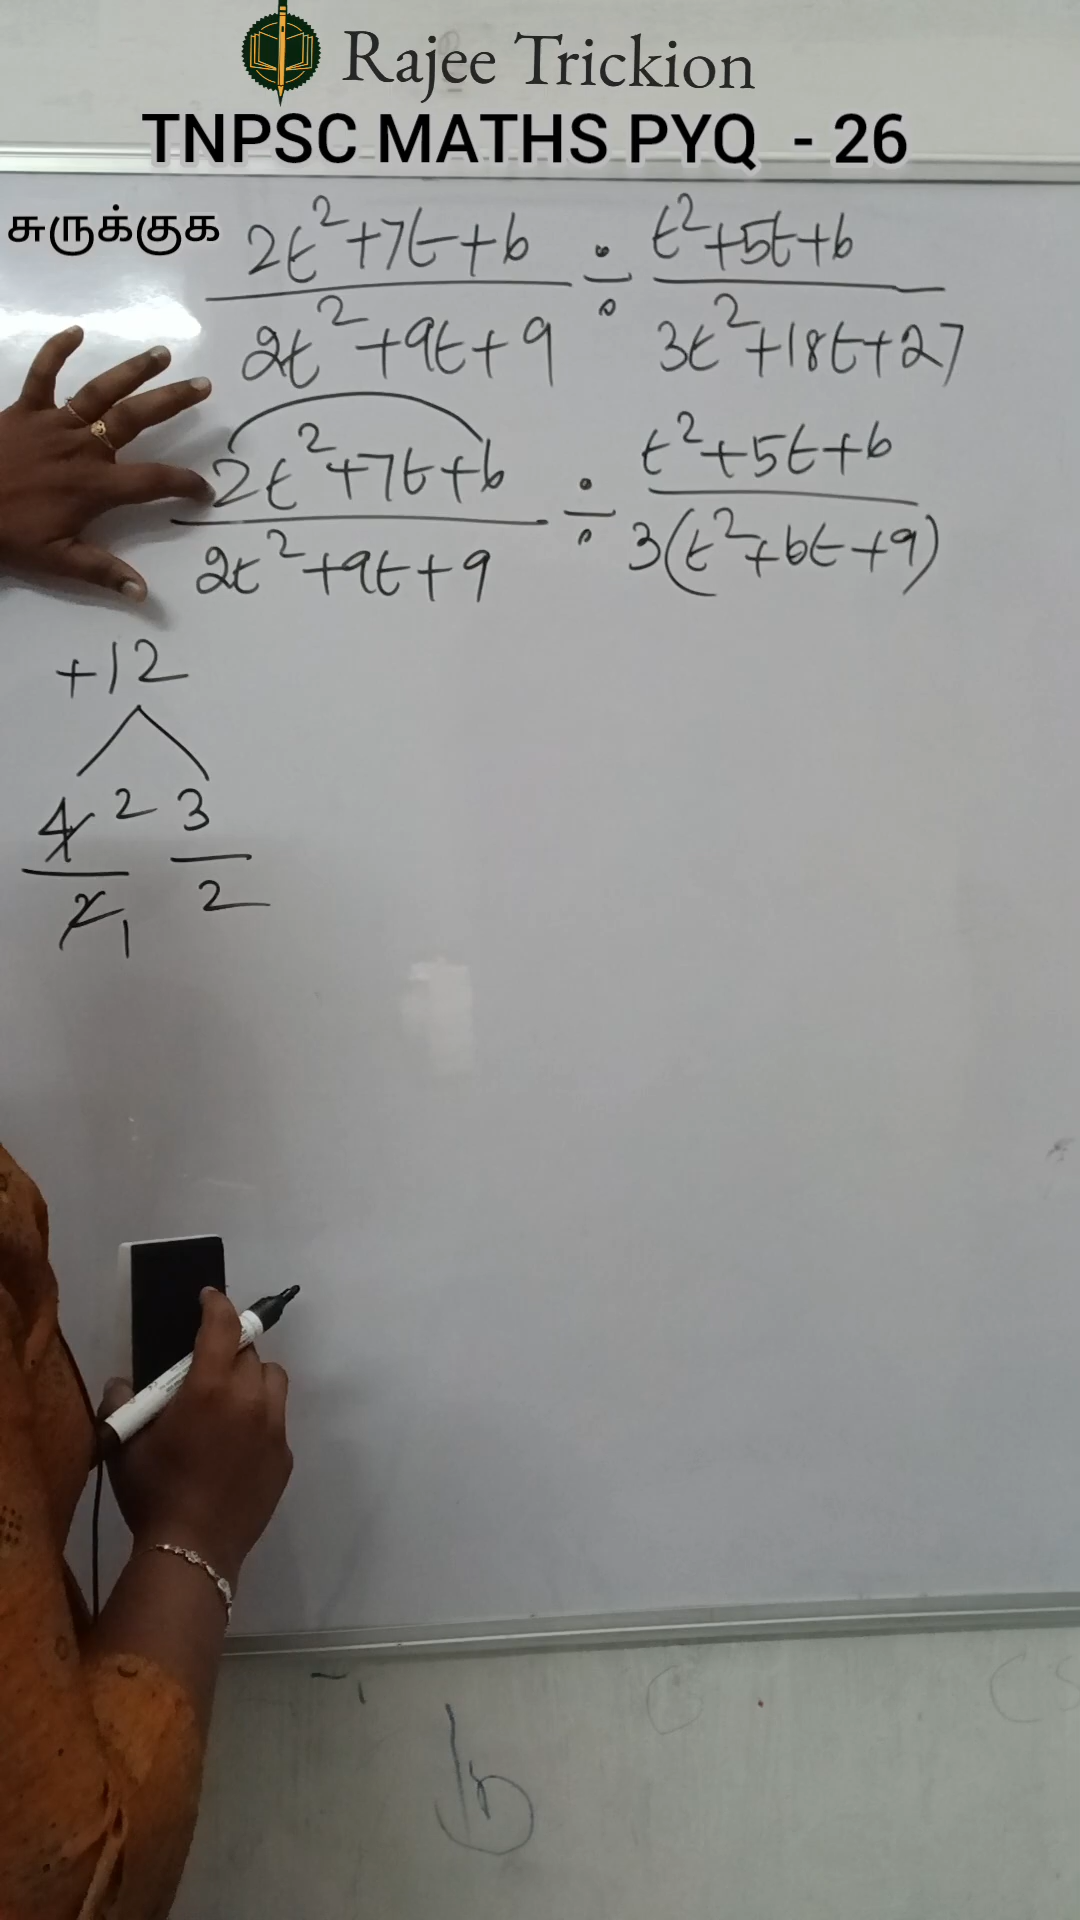 Rajee Trickion
TNPSC MATHS PYQ - 26
சுருக்குக 2t²+7t+6 ÷ t²+5t+6
2t²+9t+9 3t²+18t+27
2t²+7t+6 ÷ t²+5t+6
2t²+9t+9 3(t²+6t+9)
+12
4 2 3
2 1 2